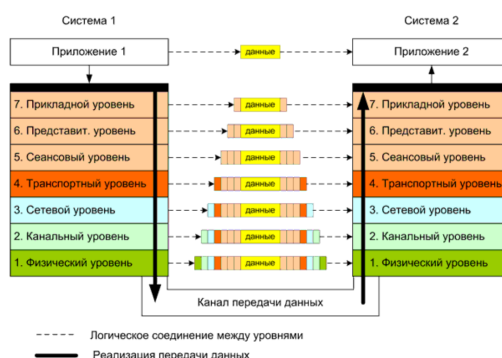 Система 1
Система 2
Приложение 1
данные
Приложение 2
7. Прикладной уровень
данные
7. Прикладной уровень
6. Представит. уровень
данные
6. Представит. уровень
5. Сеансовый уровень
данные
5. Сеансовый уровень
4. Транспортный уровень
данные
4. Транспортный уровень
3. Сетевой уровень
данные
3. Сетевой уровень
2. Канальный уровень
данные
2. Канальный уровень
1. Физический уровень
данные
1. Физический уровень
Канал передачи данных
Логическое соединение между уровнями
Реализация передачи данных